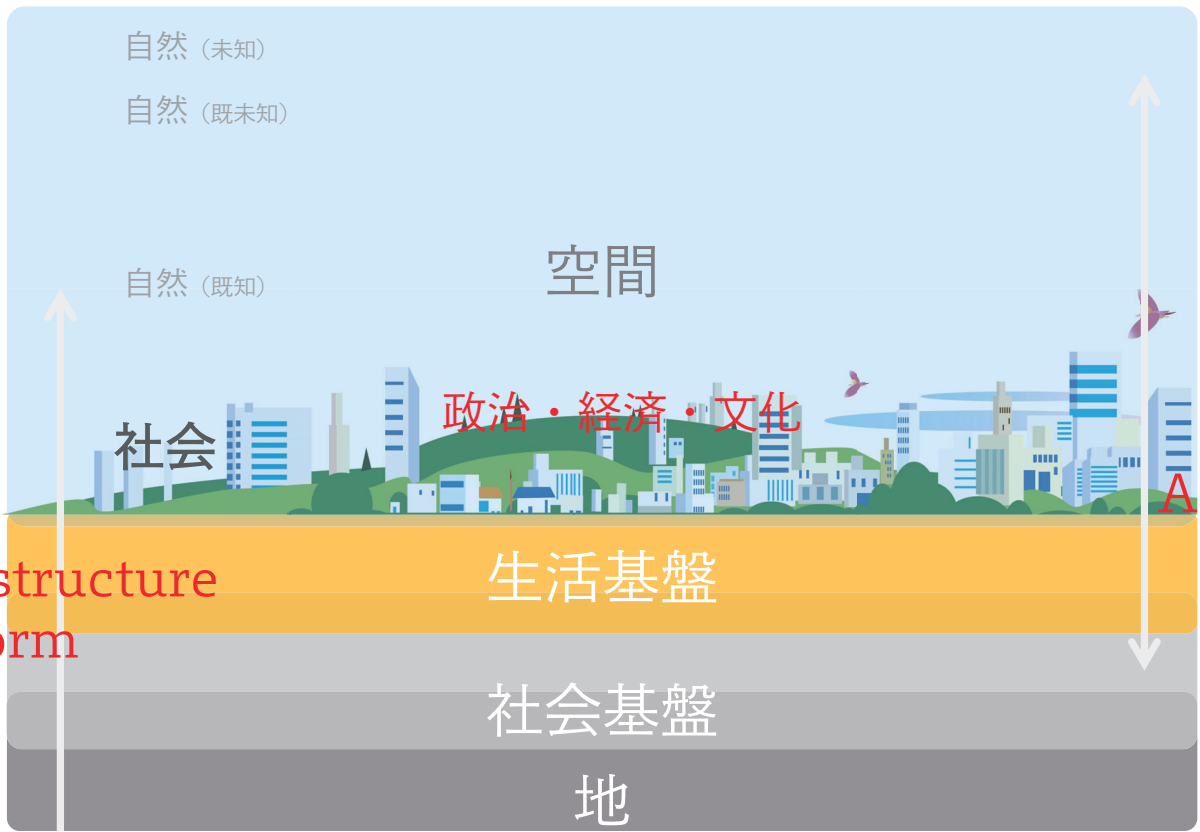 自然（未知）
自然（既未知）
空間
自然（既知）
政治・経済・文化
社会
A
生活基盤
structure
orm
社会基盤
地